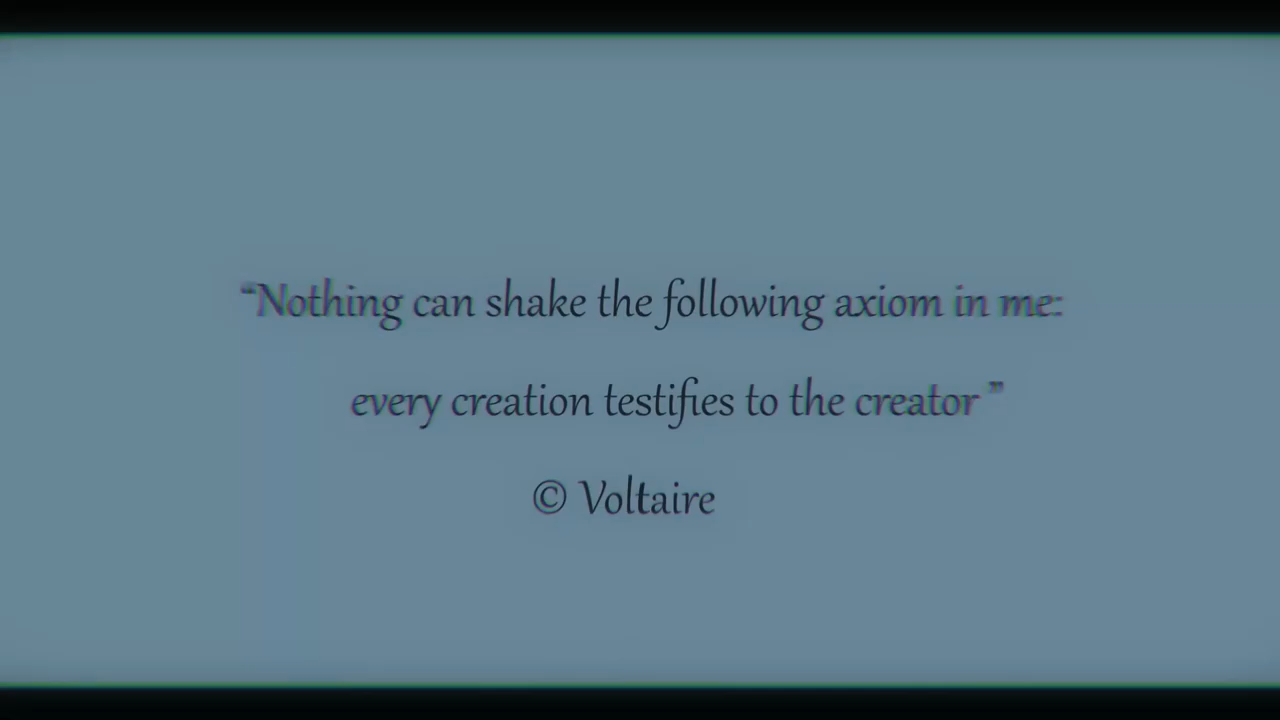 “Nothing can shake the following axiom in me:
every creation testifies to the creator ”
© Voltaire